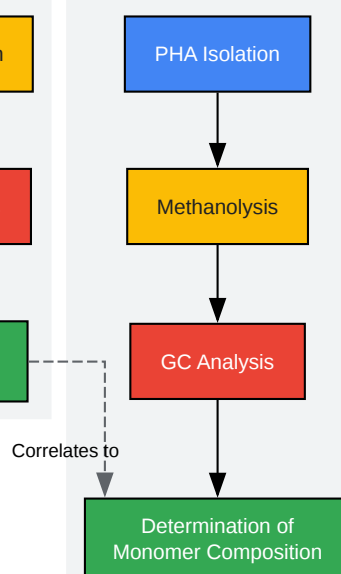 PHA Isolation
Methanolysis
GC Analysis
Correlates to
Determination of
Monomer Composition